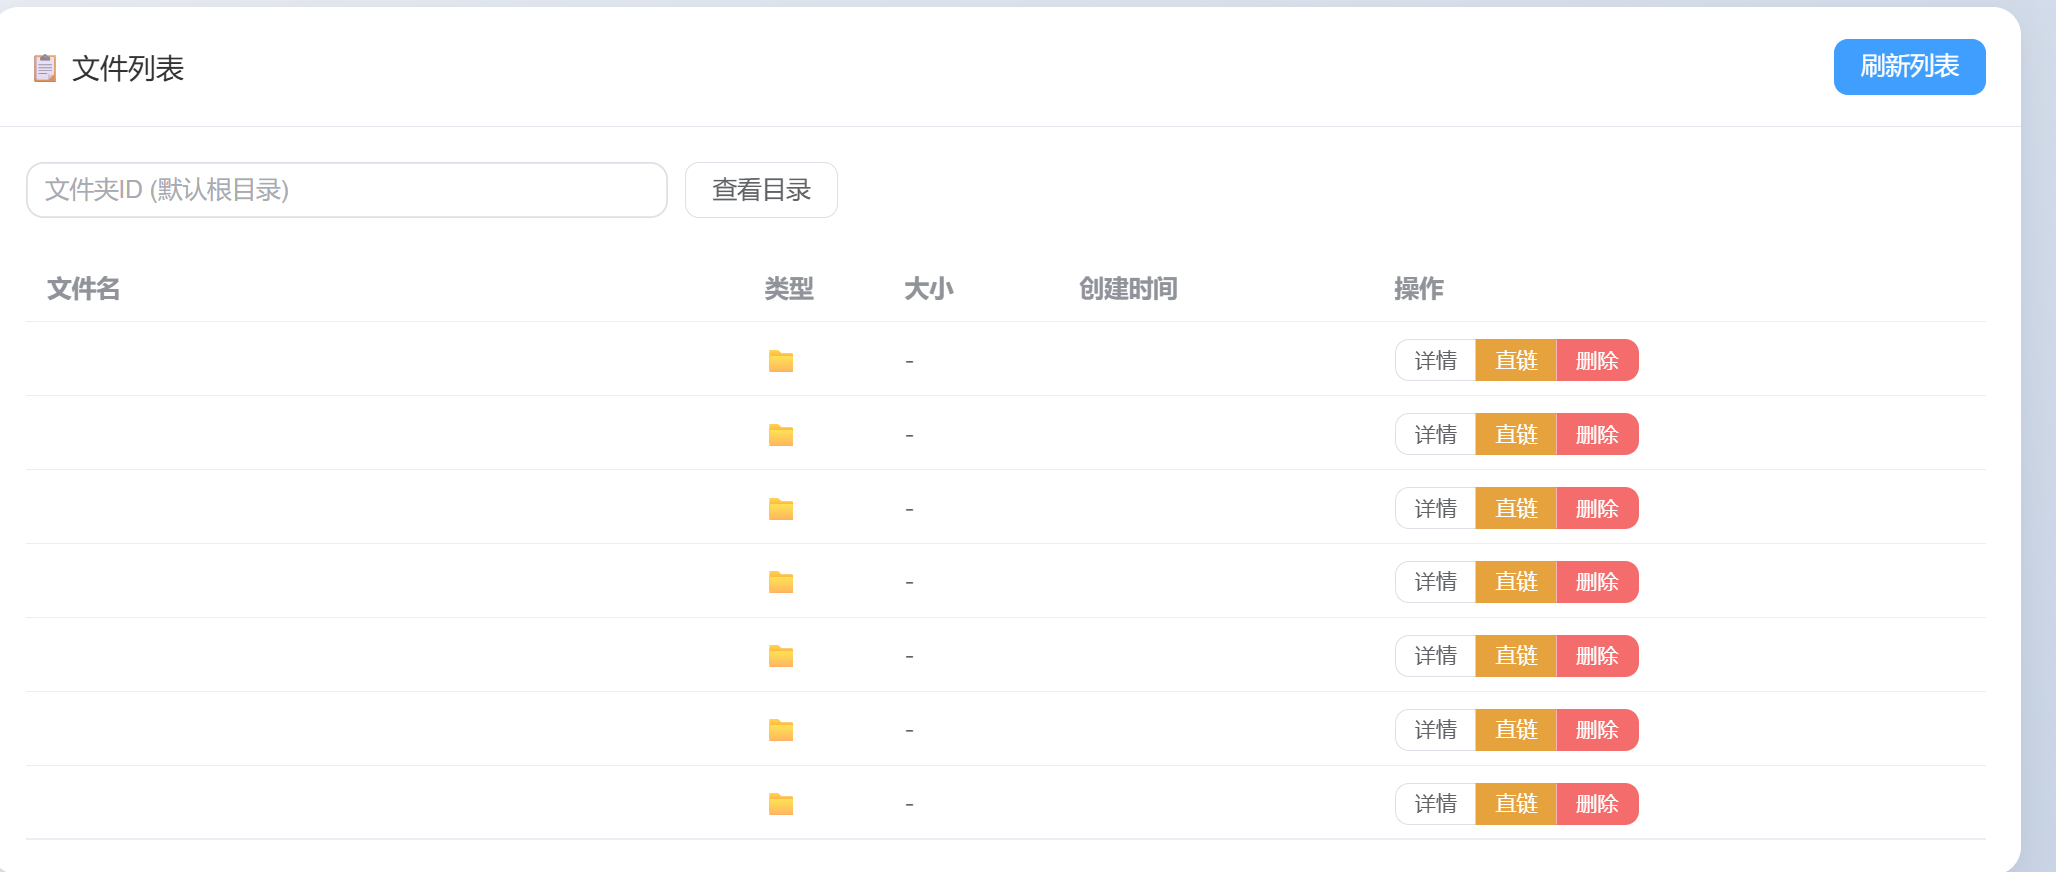 文件列表
刷新列表
文件夹ID (默认根目录)
查看目录
文件名 类型 大小 创建时间 操作
- 详情 直链 删除
- 详情 直链 删除
- 详情 直链 删除
- 详情 直链 删除
- 详情 直链 删除
- 详情 直链 删除
- 详情 直链 删除